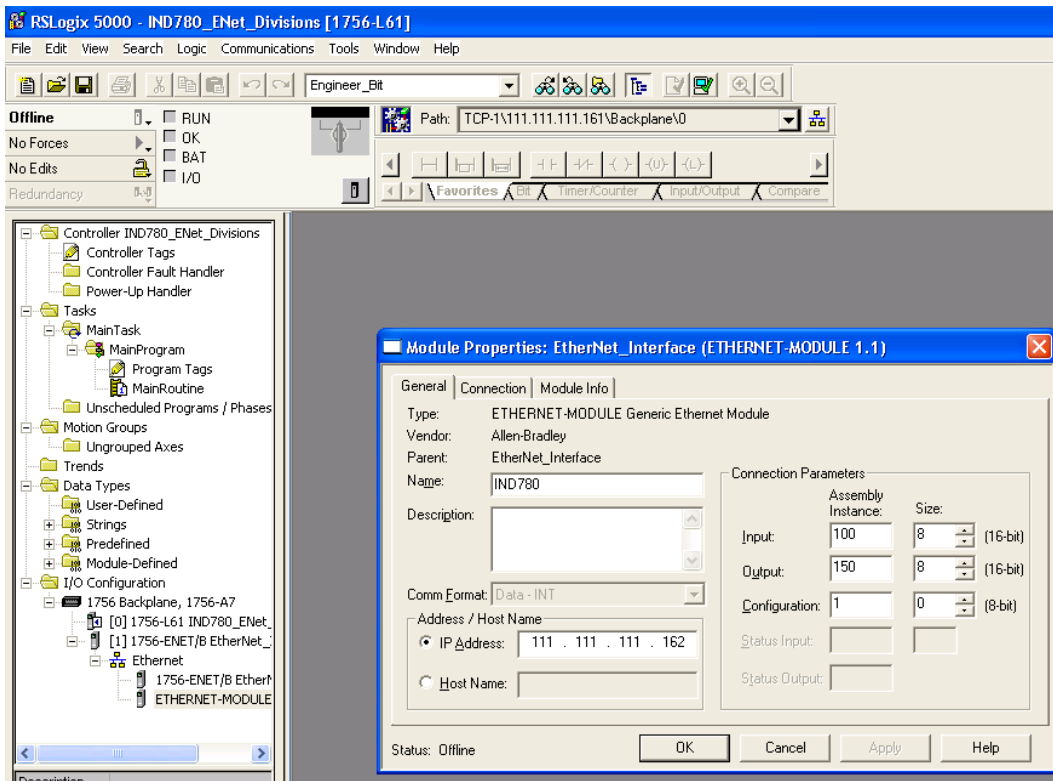 RSLogix 5000 - IND780_ENet_Divisions [1756-L61]
File Edit View Search Logic Communications Tools Window Help
Engineer_Bit
Offline
RUN
No Forces
OK
No Edits
BAT
Redundancy
I/O
Path: TCP-1\111.111.111.161\Backplane\0
Favorites Bit Timer/Counter Input/Output Compare
Controller IND780_ENet_Divisions
Controller Tags
Controller Fault Handler
Power-Up Handler
Tasks
MainTask
MainProgram
Program Tags
MainRoutine
Unscheduled Programs / Phases
Motion Groups
Ungrouped Axes
Trends
Data Types
User-Defined
Strings
Predefined
Module-Defined
I/O Configuration
1756 Backplane, 1756-A7
[0] 1756-L61 IND780_ENet_
[1] 1756-ENET/B EtherNet_
Ethernet
1756-ENET/B Ether
ETHERNET-MODULE
Description
Module Properties: EtherNet_Interface (ETHERNET-MODULE 1.1)
General Connection Module Info
Type: ETHERNET-MODULE Generic Ethernet Module
Vendor: Allen-Bradley
Parent: EtherNet_Interface
Name: IND780
Description:
Comm Format: Data - INT
Address / Host Name
IP Address: 111 . 111 . 111 . 162
Host Name:
Connection Parameters
Assembly Instance: Size:
Input: 100 8 (16-bit)
Output: 150 8 (16-bit)
Configuration: 1 0 (8-bit)
Status Input:
Status Output:
Status: Offline
OK Cancel Apply Help